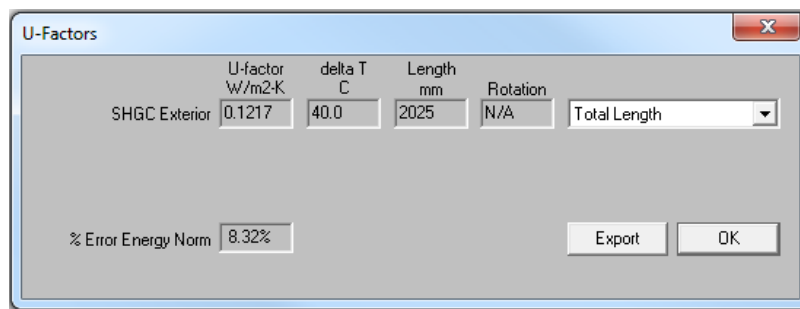 U-Factors
U-factor delta T Length
W/m2-K C mm Rotation
SHGC Exterior 0.1217 40.0 2025 N/A Total Length
% Error Energy Norm 8.32% Export OK